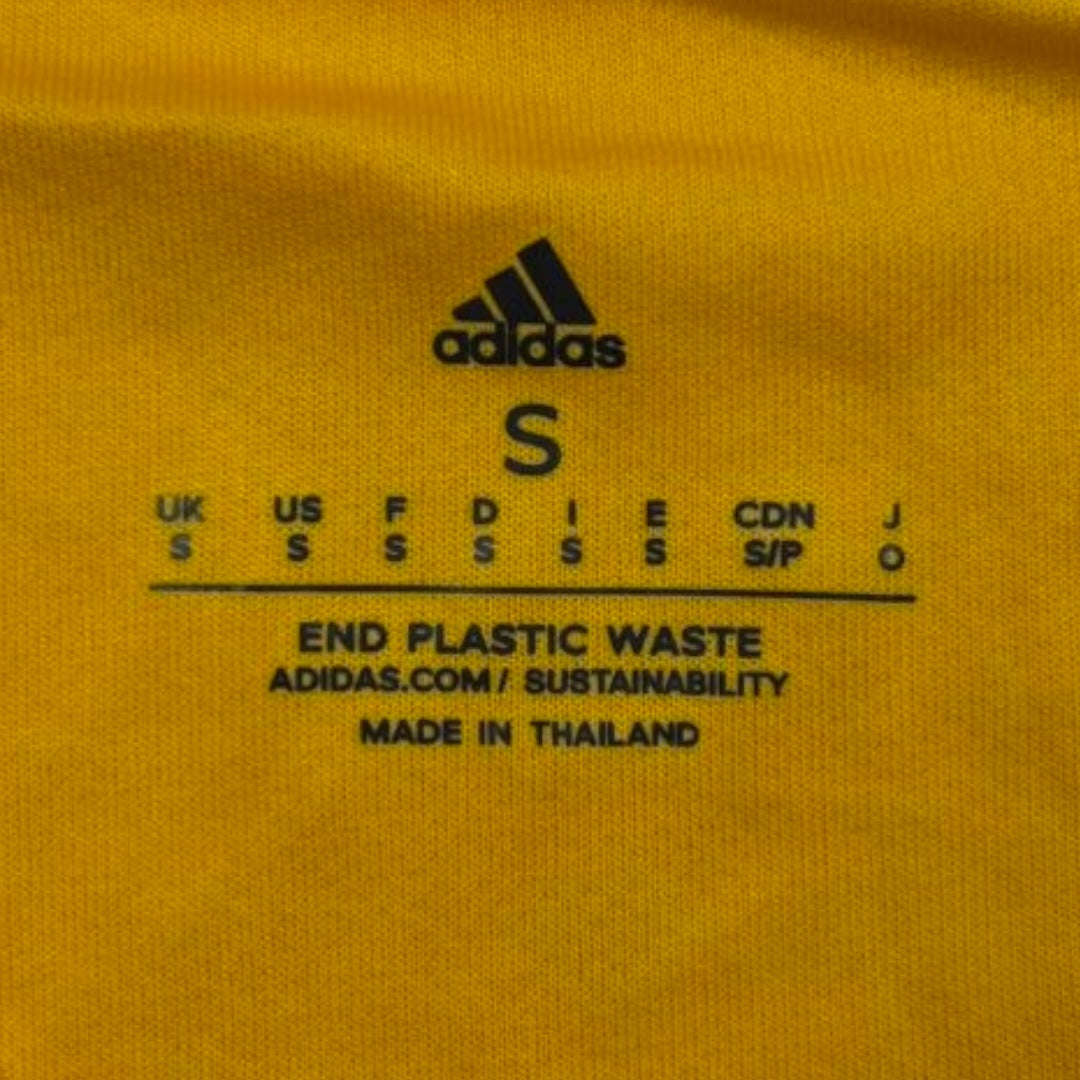 adidas
S
UK US F D I E CDN J
S S S S S S S/P O
END PLASTIC WASTE
ADIDAS.COM/ SUSTAINABILITY
MADE IN THAILAND